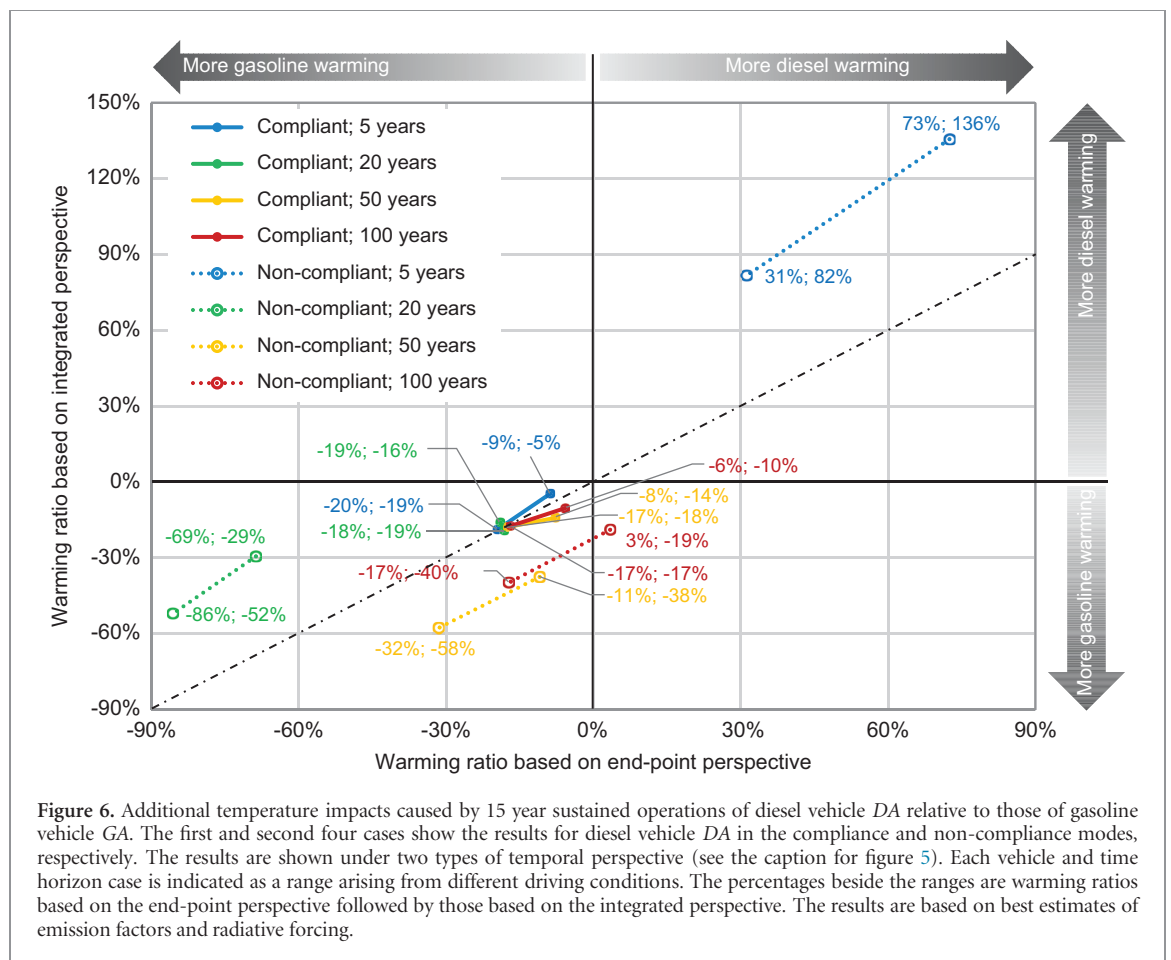 More gasoline warming
More diesel warming
150%
120%
90%
60%
30%
0%
-30%
-60%
-90%
Warming ratio based on integrated perspective
Compliant; 5 years
Compliant; 20 years
Compliant; 50 years
Compliant; 100 years
Non-compliant; 5 years
Non-compliant; 20 years
Non-compliant; 50 years
Non-compliant; 100 years
73%; 136%
31%; 82%
-9%; -5%
-19%; -16%
-6%; -10%
-8%; -14%
-20%; -19%
-17%; -18%
-18%; -19%
3%; -19%
-69%; -29%
-17%; -40%
-17%; -17%
-11%; -38%
-86%; -52%
-32%; -58%
More diesel warming
More gasoline warming
-90%
-60%
-30%
0%
30%
60%
90%
Warming ratio based on end-point perspective
Figure 6. Additional temperature impacts caused by 15 year sustained operations of diesel vehicle DA relative to those of gasoline
vehicle GA. The first and second four cases show the results for diesel vehicle DA in the compliance and non-compliance modes,
respectively. The results are shown under two types of temporal perspective (see the caption for figure 5). Each vehicle and time
horizon case is indicated as a range arising from different driving conditions. The percentages beside the ranges are warming ratios
based on the end-point perspective followed by those based on the integrated perspective. The results are based on best estimates of
emission factors and radiative forcing.